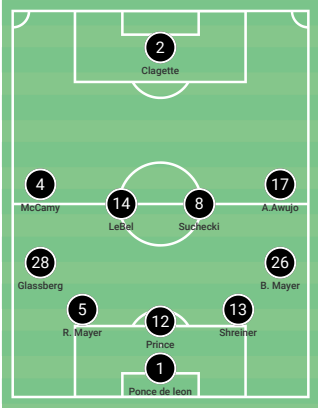 2
Clagette
4
17
McCamy
14
8
A.Awujo
LeBel
Suchecki
28
26
Glassberg
B. Mayer
5
12
13
R. Mayer
Prince
Shreiner
1
Ponce de leon